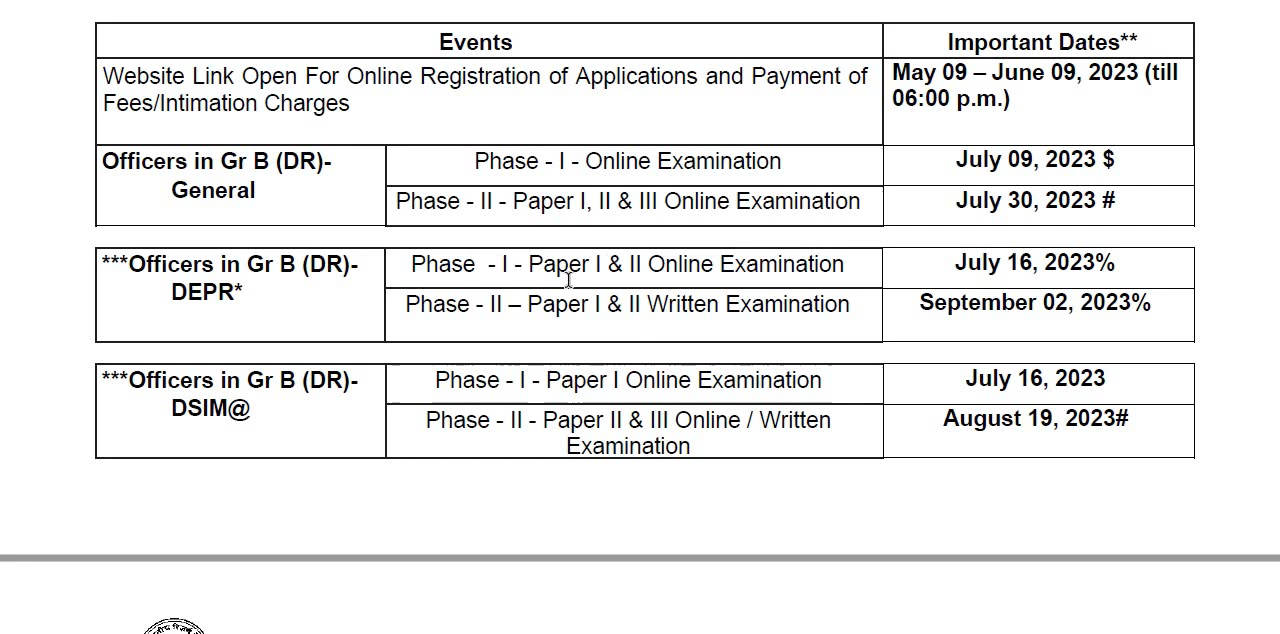 Events
Important Dates**
Website Link Open For Online Registration of Applications and Payment of
Fees/Intimation Charges
May 09 – June 09, 2023 (till
06:00 p.m.)
Officers in Gr B (DR)-
General
Phase - I - Online Examination
July 09, 2023 $
Phase - II - Paper I, II & III Online Examination
July 30, 2023 #
***Officers in Gr B (DR)-
DEPR*
Phase - I - Paper I & II Online Examination
July 16, 2023%
Phase - II – Paper I & II Written Examination
September 02, 2023%
***Officers in Gr B (DR)-
DSIM@
Phase - I - Paper I Online Examination
July 16, 2023
Phase - II - Paper II & III Online / Written
Examination
August 19, 2023#